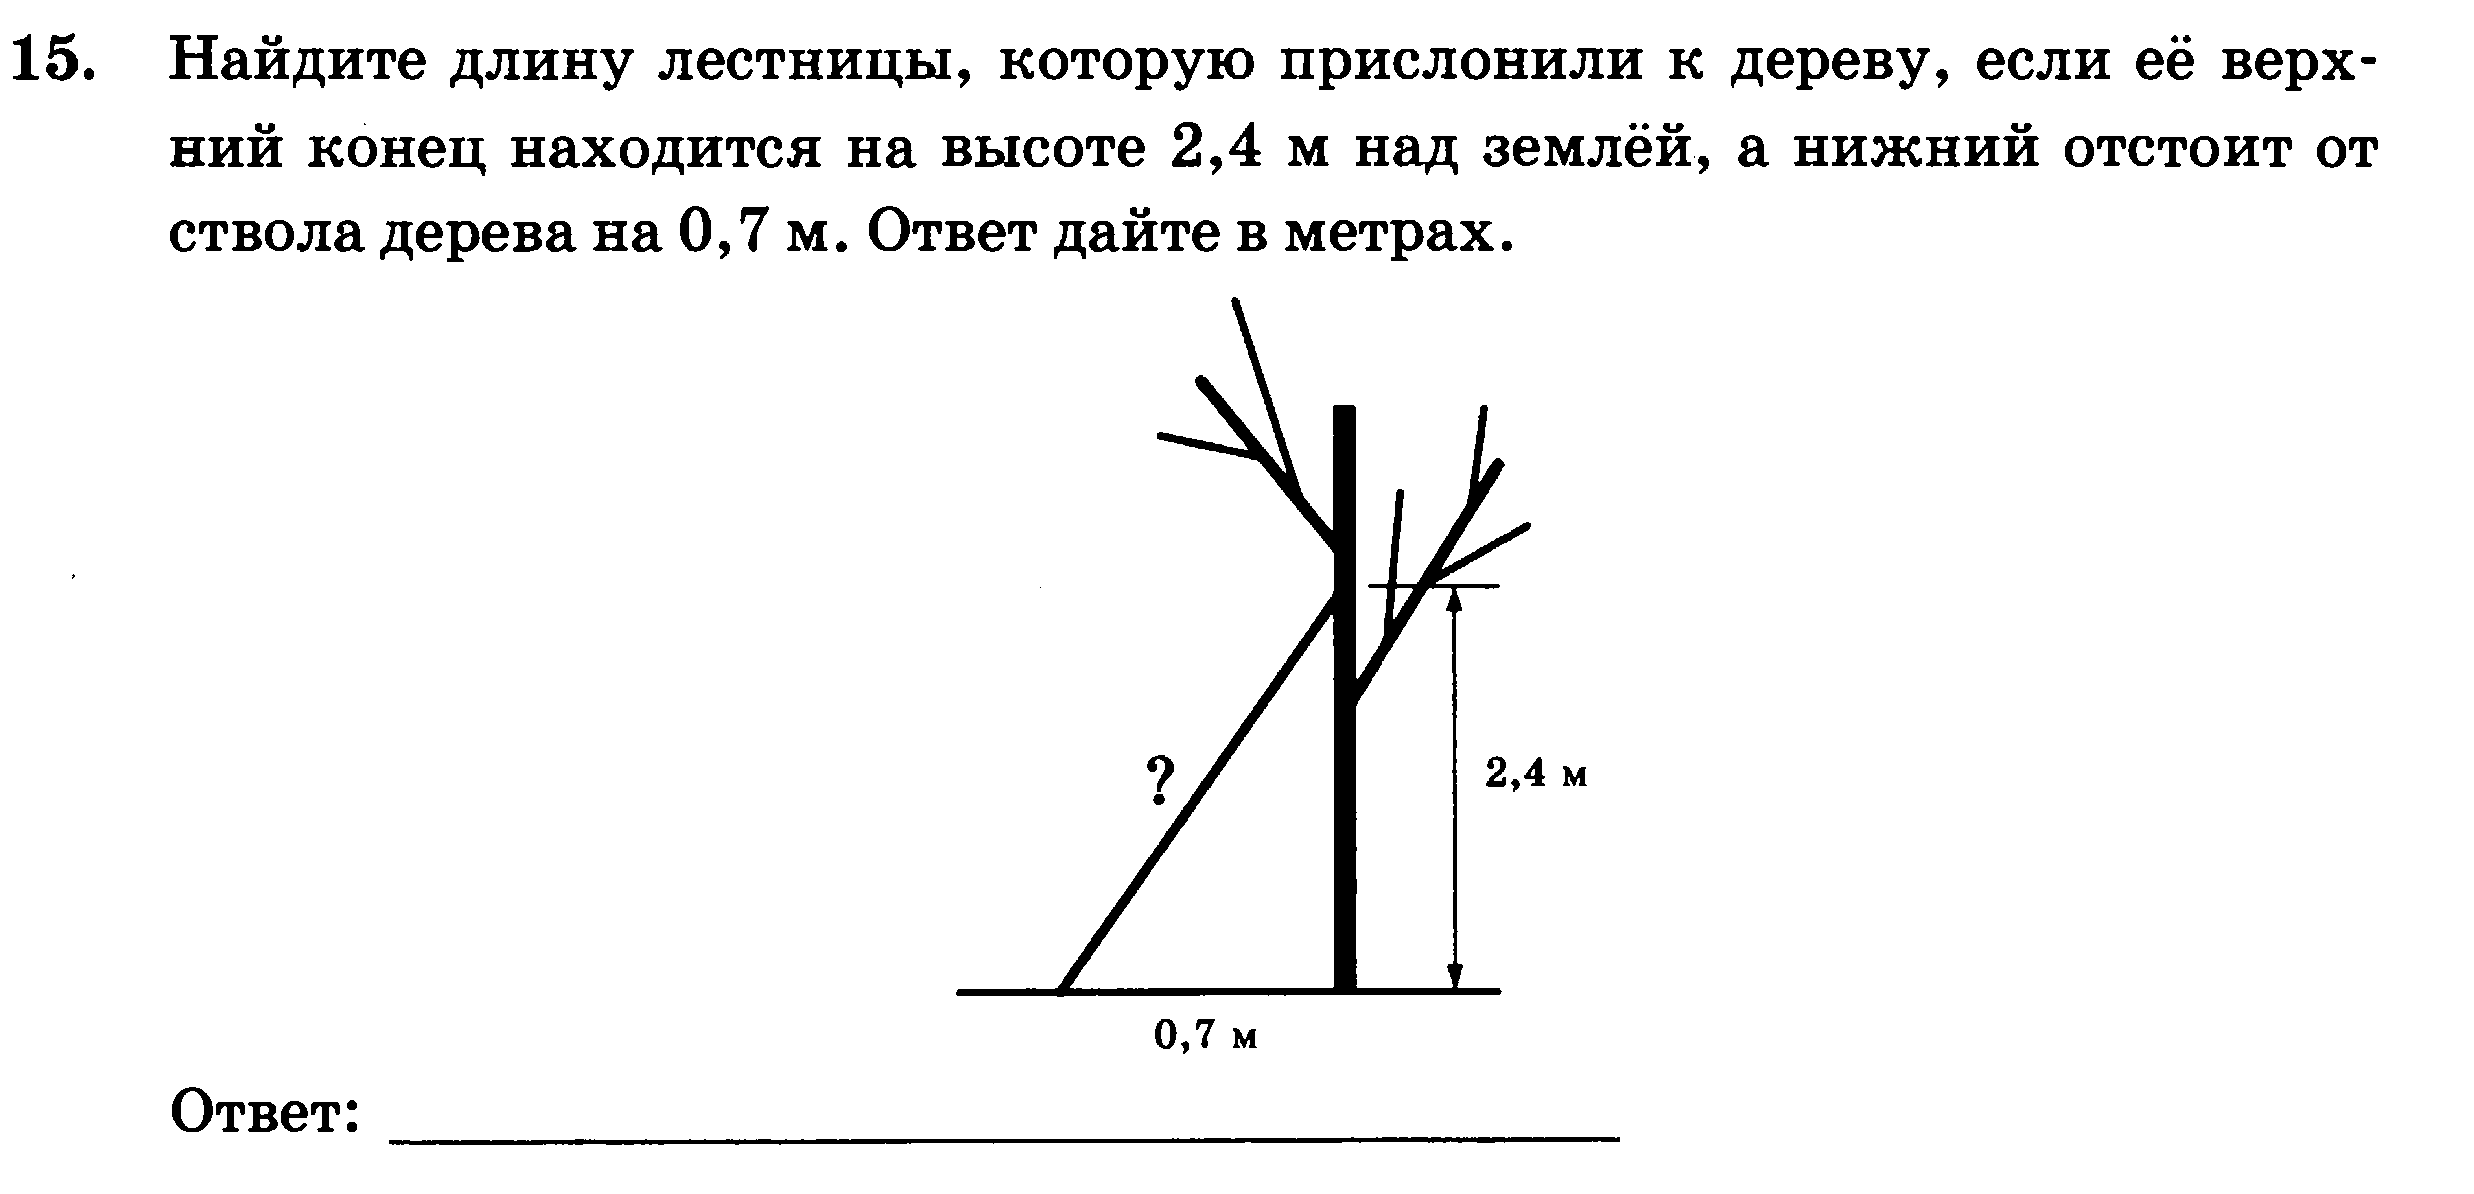 15. Найдите длину лестницы, которую прислонили к дереву, если её верх-
ний конец находится на высоте 2,4 м над землёй, а нижний отстоит от
ствола дерева на 0,7 м. Ответ дайте в метрах.
?
2,4 м
0,7 м
Ответ: